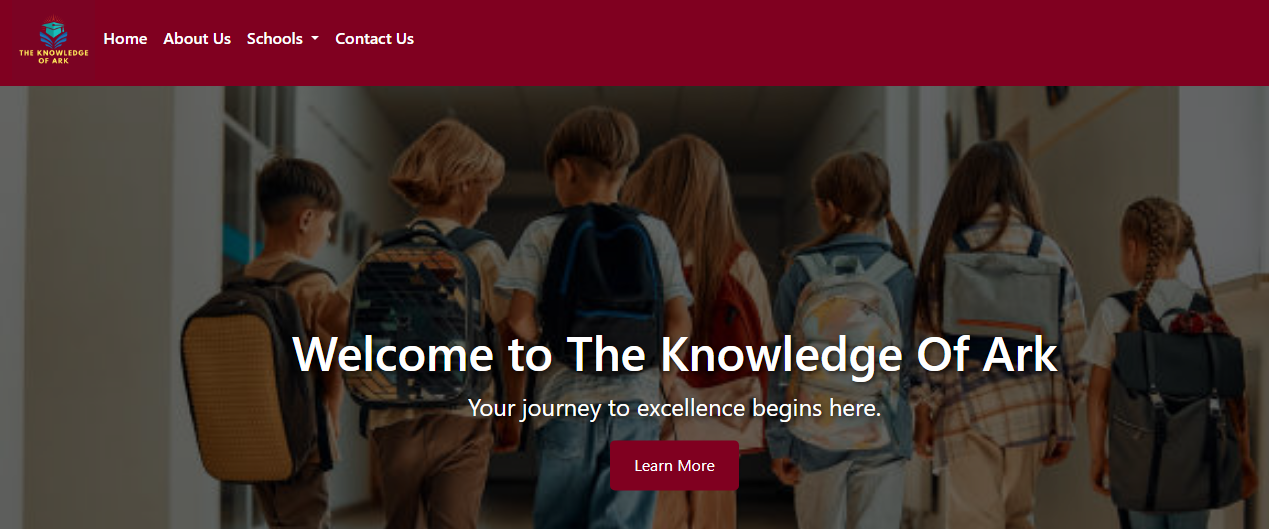 THE KNOWLEDGE
OF ARK
Home About Us Schools Contact Us
Welcome to The Knowledge Of Ark
Your journey to excellence begins here.
Learn More